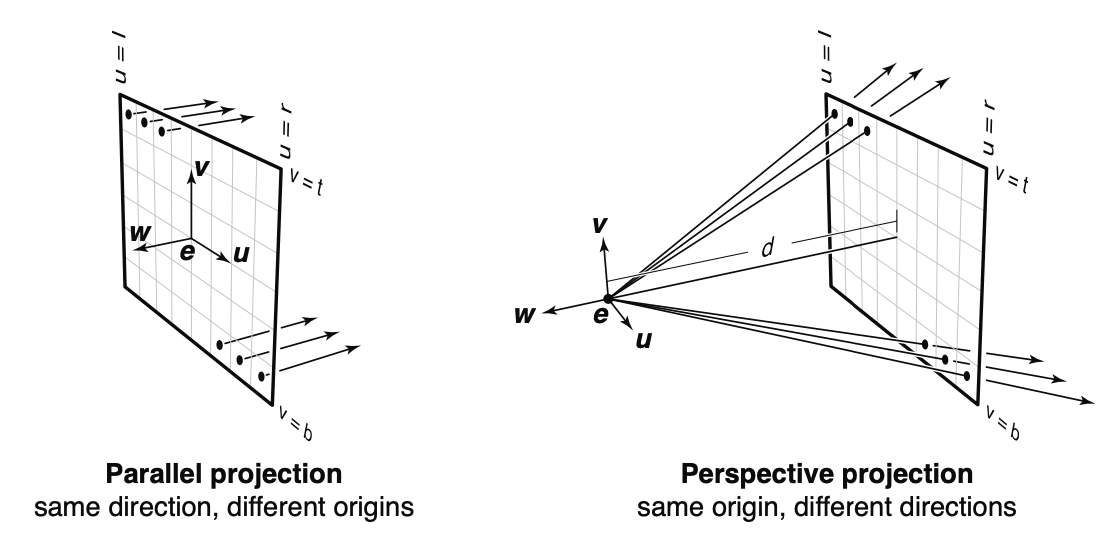 u = l
u = r
v = t
v
w
e
u
v = b
Parallel projection
same direction, different origins
u = l
u = r
v = t
v
d
w
e
u
v = b
Perspective projection
same origin, different directions